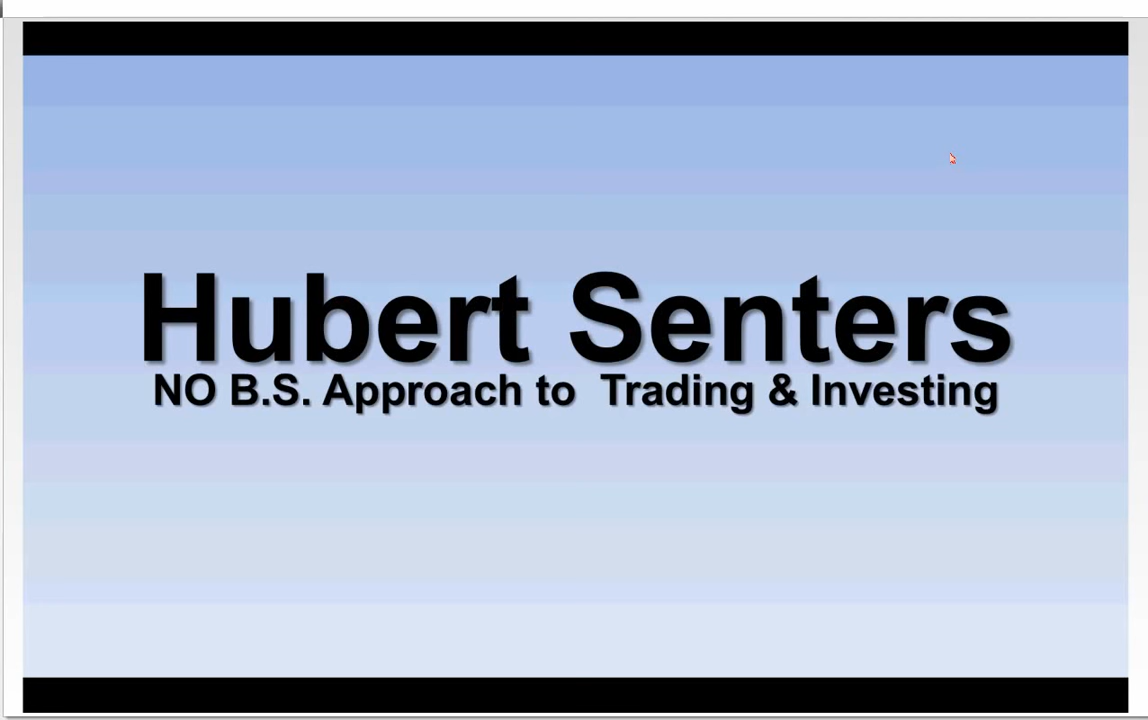 Hubert Senters
NO B.S. Approach to Trading & Investing